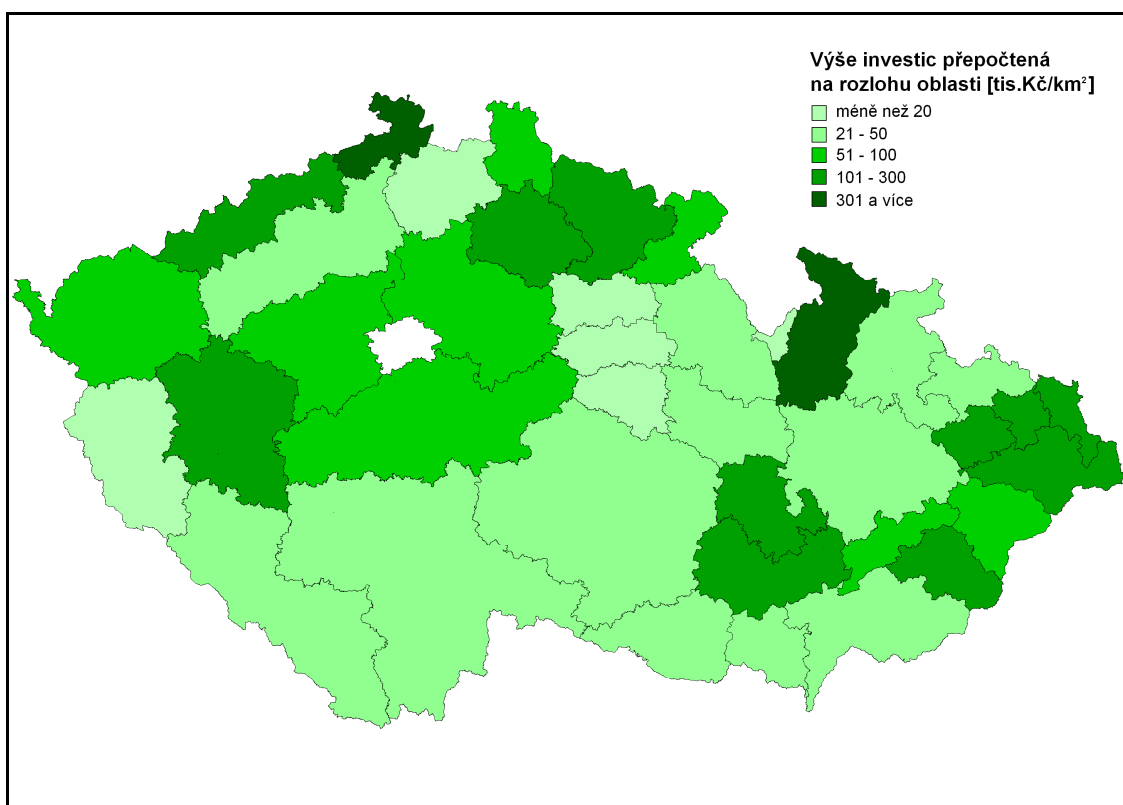 Výše investic přepočtená
na rozlohu oblasti [tis.Kč/km²]
méně než 20
21 - 50
51 - 100
101 - 300
301 a více